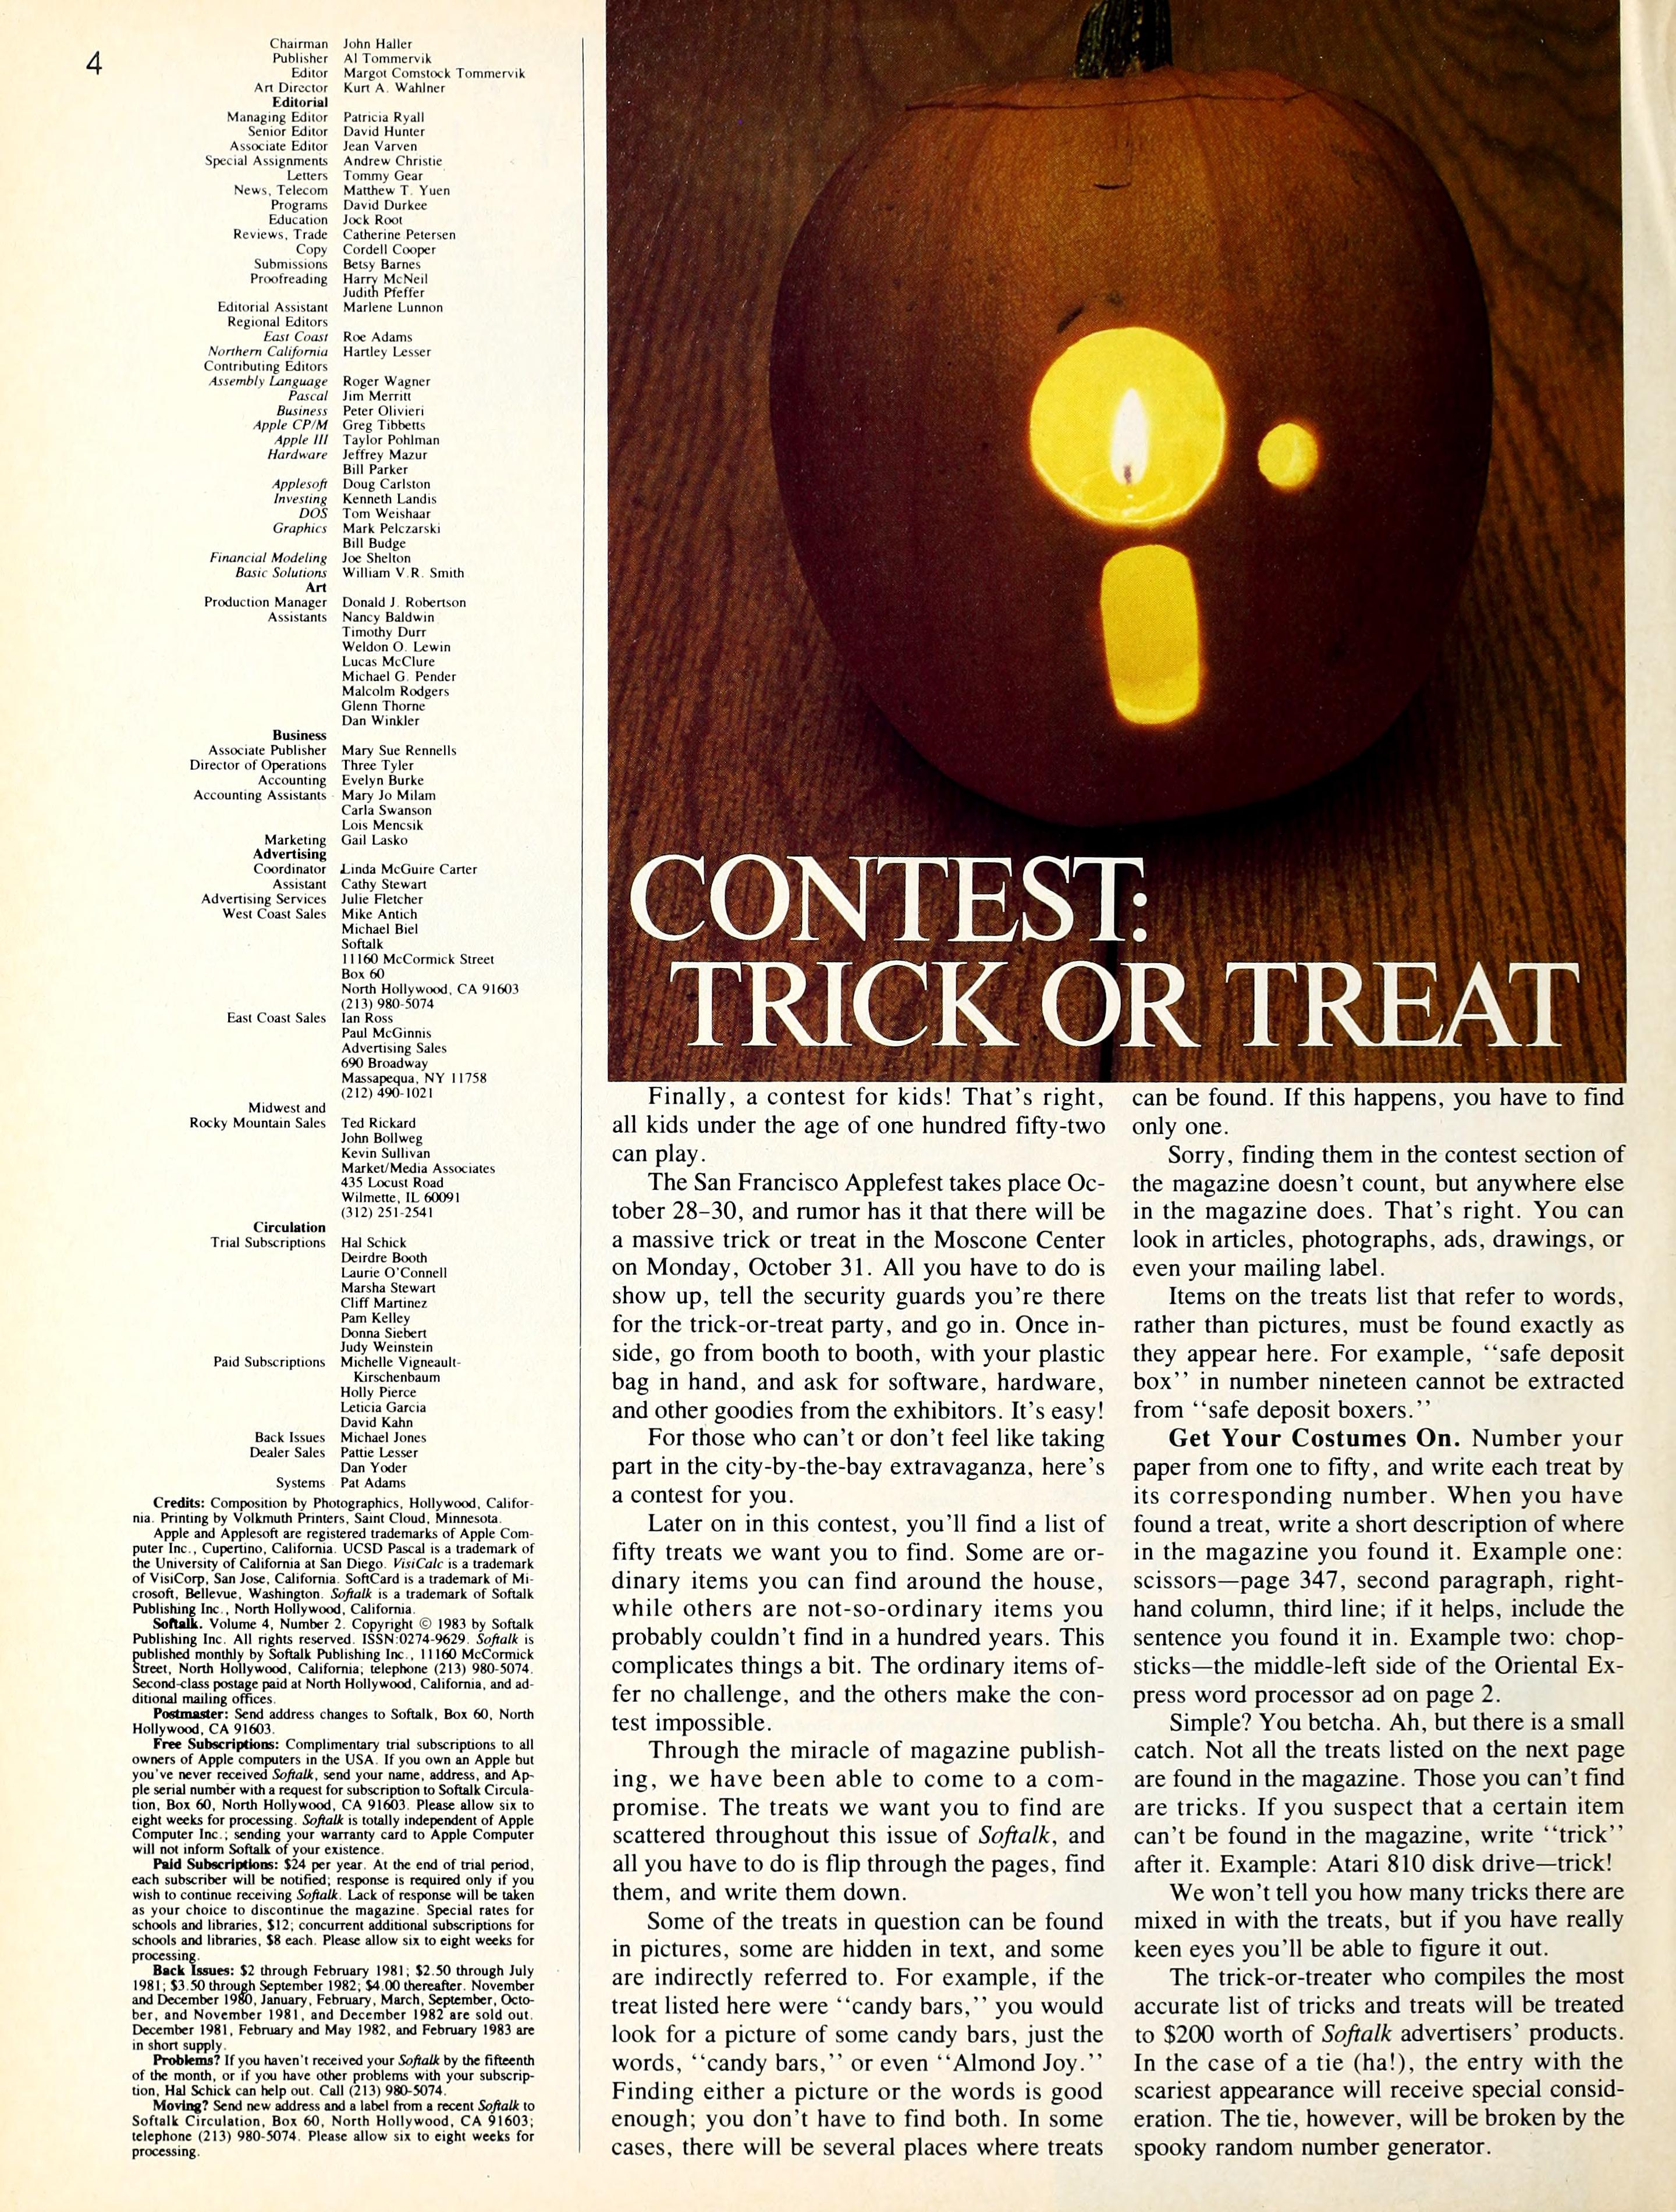 4
Chairman John Haller
Publisher Al Tommervik
Editor Margot Comstock Tommervik
Art Director Kurt A. Wahlner
Editorial
Managing Editor Patricia Ryall
Senior Editor David Hunter
Associate Editor Jean Varven
Special Assignments Andrew Christie
Letters Tommy Gear
News, Telecom Matthew T. Yuen
Programs David Durkee
Education Jock Root
Reviews, Trade Catherine Petersen
Copy Cordell Cooper
Submissions Betsy Barnes
Proofreading Harry McNeil
Judith Pfeffer
Editorial Assistant Marlene Lunnon
Regional Editors
East Coast Roe Adams
Northern California Hartley Lesser
Contributing Editors
Assembly Language Roger Wagner
Pascal Jim Merritt
Business Peter Olivieri
Apple CP/M Greg Tibbetts
Apple III Taylor Pohlman
Hardware Jeffrey Mazur
Bill Parker
Applesoft Doug Carlston
Investing Kenneth Landis
DOS Tom Weishaar
Graphics Mark Pelczarski
Bill Budge
Financial Modeling Joe Shelton
Basic Solutions William V.R. Smith
Art
Production Manager Donald J. Robertson
Assistants Nancy Baldwin
Timothy Durr
Weldon O. Lewin
Lucas McClure
Michael G. Pender
Malcolm Rodgers
Glenn Thorne
Dan Winkler
Business
Associate Publisher Mary Sue Rennells
Director of Operations Three Tyler
Accounting Evelyn Burke
Accounting Assistants Mary Jo Milam
Carla Swanson
Lois Mencsik
Marketing Gail Lasko
Advertising
Coordinator Linda McGuire Carter
Assistant Cathy Stewart
Advertising Services Julie Fletcher
West Coast Sales Mike Antich
Michael Biel
Softalk
11160 McCormick Street
Box 60
North Hollywood, CA 91603
(213) 980-5074
East Coast Sales Ian Ross
Paul McGinnis
Advertising Sales
690 Broadway
Massapequa, NY 11758
(212) 490-1021
Midwest and
Rocky Mountain Sales Ted Rickard
John Bollweg
Kevin Sullivan
Market/Media Associates
435 Locust Road
Wilmette, IL 60091
(312) 251-2541
Circulation
Trial Subscriptions Hal Schick
Deirdre Booth
Laurie O'Connell
Marsha Stewart
Cliff Martinez
Pam Kelley
Donna Siebert
Judy Weinstein
Paid Subscriptions Michelle Vigneault-
Kirschenbaum
Holly Pierce
Leticia Garcia
David Kahn
Back Issues Michael Jones
Dealer Sales Pattie Lesser
Dan Yoder
Systems Pat Adams
Credits: Composition by Photographics, Hollywood, Califor-
nia. Printing by Volkmuth Printers, Saint Cloud, Minnesota.
Apple and Applesoft are registered trademarks of Apple Com-
puter Inc., Cupertino, California. UCSD Pascal is a trademark of
the University of California at San Diego. VisiCalc is a trademark
of VisiCorp, San Jose, California. SoftCard is a trademark of Mi-
crosoft, Bellevue, Washington. Softalk is a trademark of Softalk
Publishing Inc., North Hollywood, California.
Softalk. Volume 4, Number 2. Copyright © 1983 by Softalk
Publishing Inc. All rights reserved. ISSN:0274-9629. Softalk is
published monthly by Softalk Publishing Inc., 11160 McCormick
Street, North Hollywood, California; telephone (213) 980-5074.
Second-class postage paid at North Hollywood, California, and ad-
ditional mailing offices.
Postmaster: Send address changes to Softalk, Box 60, North
Hollywood, CA 91603.
Free Subscriptions: Complimentary trial subscriptions to all
owners of Apple computers in the USA. If you own an Apple but
you've never received Softalk, send your name, address, and Ap-
ple serial number with a request for subscription to Softalk Circula-
tion, Box 60, North Hollywood, CA 91603. Please allow six to
eight weeks for processing. Softalk is totally independent of Apple
Computer Inc.; sending your warranty card to Apple Computer
will not inform Softalk of your existence.
Paid Subscriptions: $24 per year. At the end of trial period,
each subscriber will be notified; response is required only if you
wish to continue receiving Softalk. Lack of response will be taken
as your choice to discontinue the magazine. Special rates for
schools and libraries, $12; concurrent additional subscriptions for
schools and libraries, $8 each. Please allow six to eight weeks for
processing.
Back Issues: $2 through February 1981; $2.50 through July
1981; $3.50 through September 1982; $4.00 thereafter. November
and December 1980, January, February, March, September, Octo-
ber, and November 1981, and December 1982 are sold out.
December 1981, February and May 1982, and February 1983 are
in short supply.
Problems? If you haven't received your Softalk by the fifteenth
of the month, or if you have other problems with your subscrip-
tion, Hal Schick can help out. Call (213) 980-5074.
Moving? Send new address and a label from a recent Softalk to
Softalk Circulation, Box 60, North Hollywood, CA 91603;
telephone (213) 980-5074. Please allow six to eight weeks for
processing.
CONTEST:
TRICK OR TREAT
Finally, a contest for kids! That's right,
all kids under the age of one hundred fifty-two
can play.
The San Francisco Applefest takes place Oc-
tober 28–30, and rumor has it that there will be
a massive trick or treat in the Moscone Center
on Monday, October 31. All you have to do is
show up, tell the security guards you're there
for the trick-or-treat party, and go in. Once in-
side, go from booth to booth, with your plastic
bag in hand, and ask for software, hardware,
and other goodies from the exhibitors. It's easy!
For those who can't or don't feel like taking
part in the city-by-the-bay extravaganza, here's
a contest for you.
Later on in this contest, you'll find a list of
fifty treats we want you to find. Some are or-
dinary items you can find around the house,
while others are not-so-ordinary items you
probably couldn't find in a hundred years. This
complicates things a bit. The ordinary items of-
fer no challenge, and the others make the con-
test impossible.
Through the miracle of magazine publish-
ing, we have been able to come to a com-
promise. The treats we want you to find are
scattered throughout this issue of Softalk, and
all you have to do is flip through the pages, find
them, and write them down.
Some of the treats in question can be found
in pictures, some are hidden in text, and some
are indirectly referred to. For example, if the
treat listed here were ‘‘candy bars,’’ you would
look for a picture of some candy bars, just the
words, ‘‘candy bars,’’ or even ‘‘Almond Joy.’’
Finding either a picture or the words is good
enough; you don't have to find both. In some
cases, there will be several places where treats
can be found. If this happens, you have to find
only one.
Sorry, finding them in the contest section of
the magazine doesn't count, but anywhere else
in the magazine does. That's right. You can
look in articles, photographs, ads, drawings, or
even your mailing label.
Items on the treats list that refer to words,
rather than pictures, must be found exactly as
they appear here. For example, ‘‘safe deposit
box’’ in number nineteen cannot be extracted
from ‘‘safe deposit boxers.’’
Get Your Costumes On. Number your
paper from one to fifty, and write each treat by
its corresponding number. When you have
found a treat, write a short description of where
in the magazine you found it. Example one:
scissors—page 347, second paragraph, right-
hand column, third line; if it helps, include the
sentence you found it in. Example two: chop-
sticks—the middle-left side of the Oriental Ex-
press word processor ad on page 2.
Simple? You betcha. Ah, but there is a small
catch. Not all the treats listed on the next page
are found in the magazine. Those you can't find
are tricks. If you suspect that a certain item
can't be found in the magazine, write ‘‘trick’’
after it. Example: Atari 810 disk drive—trick!
We won't tell you how many tricks there are
mixed in with the treats, but if you have really
keen eyes you'll be able to figure it out.
The trick-or-treater who compiles the most
accurate list of tricks and treats will be treated
to $200 worth of Softalk advertisers' products.
In the case of a tie (ha!), the entry with the
scariest appearance will receive special consid-
eration. The tie, however, will be broken by the
spooky random number generator.